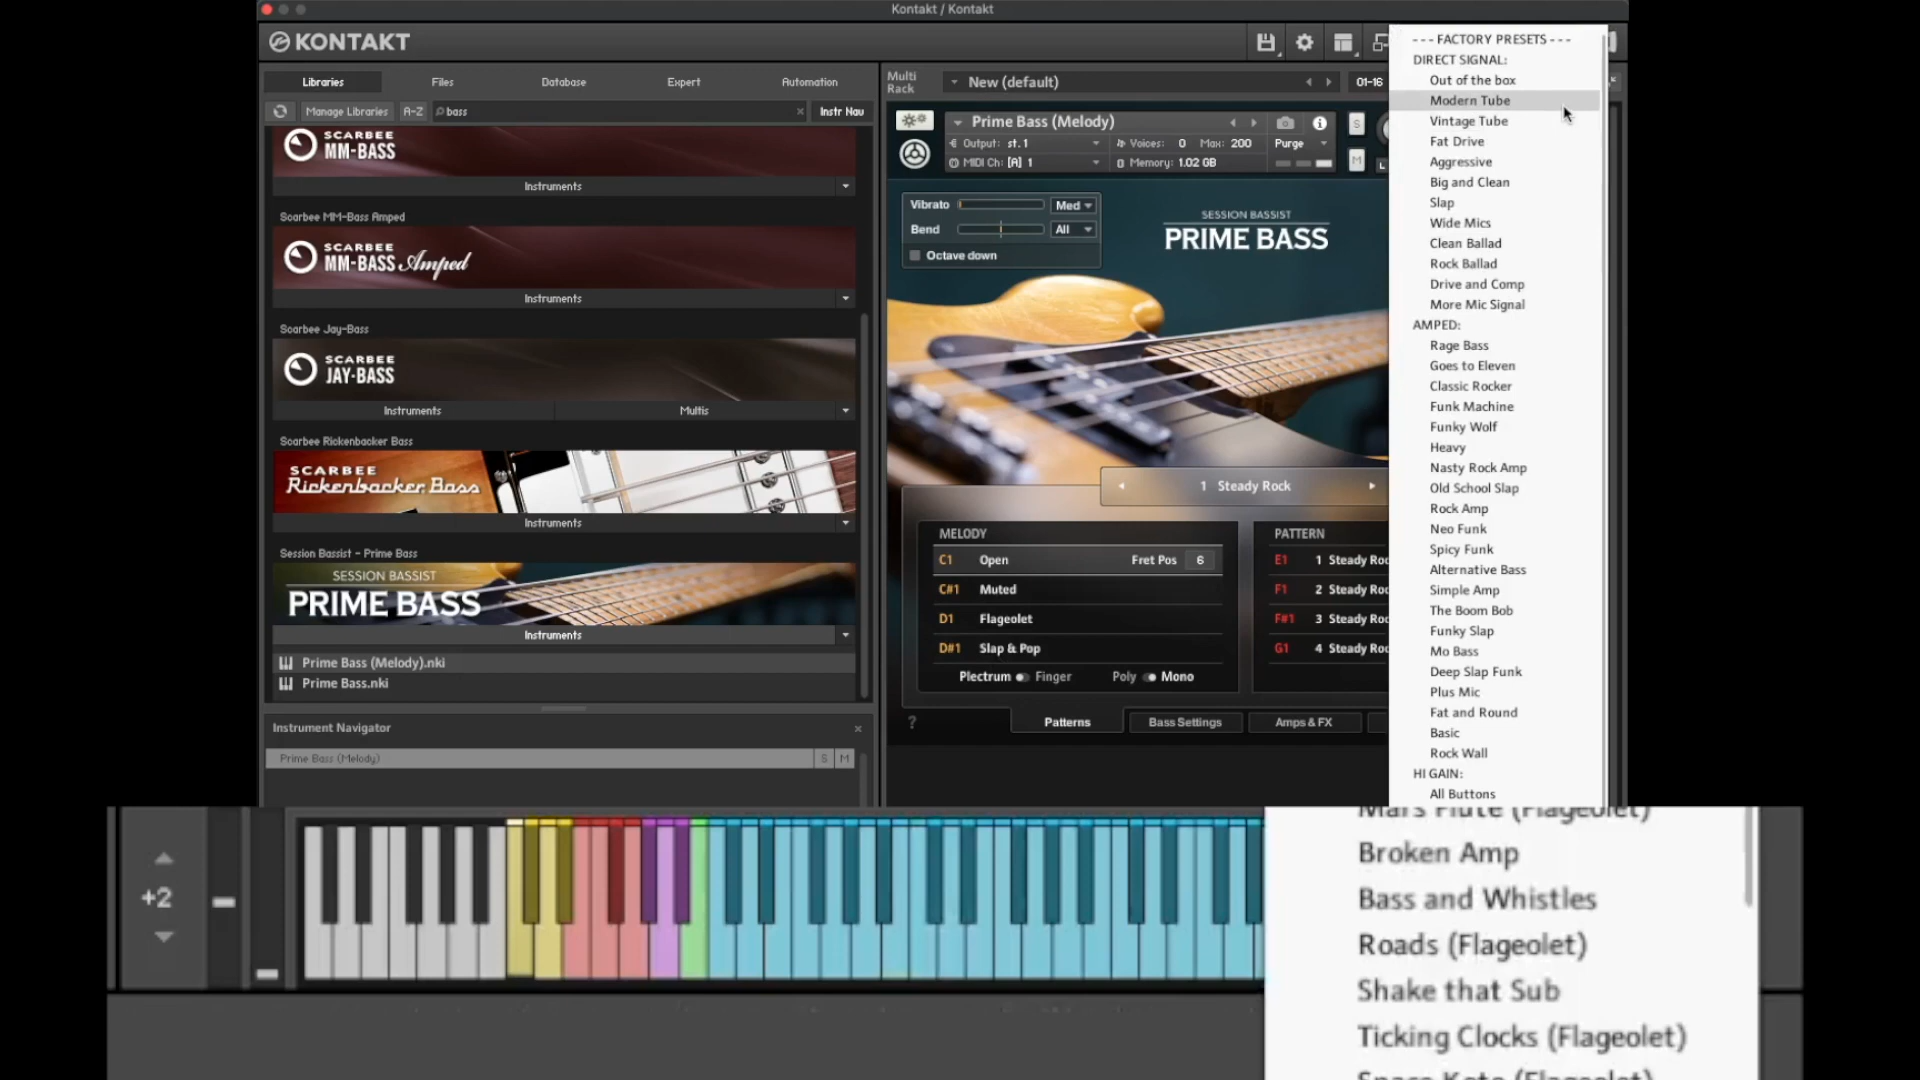 Kontakt / Kontakt
KONTAKT
Libraries
Files
Database
Expert
Automation
Manage Libraries
A-Z
bass
Instr Nav
SCARBEE
MM-BASS
Instruments
Scarbee MM-Bass Amped
SCARBEE
MM-BASS Amped
Instruments
Scarbee Jay-Bass
SCARBEE
JAY-BASS
Instruments
Multis
Scarbee Rickenbacker Bass
SCARBEE
Rickenbacker Bass
Instruments
Session Bassist - Prime Bass
SESSION BASSIST
PRIME BASS
Instruments
Prime Bass (Melody).nki
Prime Bass.nki
Instrument Navigator
Prime Bass (Melody)
S
M
Multi
Rack
New (default)
01-16
Prime Bass (Melody)
Output: st.1
Voices: 0 Max: 200
Purge
MIDI Ch: [A] 1
Memory: 1.02 GB
S
M
L
Vibrato
Med
Bend
All
Octave down
SESSION BASSIST
PRIME BASS
1 Steady Rock
MELODY
C1 Open Fret Pos 6
C#1 Muted
D1 Flageolet
D#1 Slap & Pop
Plectrum Finger Poly Mono
PATTERN
E1 1 Steady
F1 2 Steady
F#1 3 Steady
G1 4 Steady
?
Patterns
Bass Settings
Amps & FX
--- FACTORY PRESETS ---
DIRECT SIGNAL:
Out of the box
Modern Tube
Vintage Tube
Fat Drive
Aggressive
Big and Clean
Slap
Wide Mics
Clean Ballad
Rock Ballad
Drive and Comp
More Mic Signal
AMPED:
Rage Bass
Goes to Eleven
Classic Rocker
Funk Machine
Funky Wolf
Heavy
Nasty Rock Amp
Old School Slap
Rock Amp
Neo Funk
Spicy Funk
Alternative Bass
Simple Amp
The Boom Bob
Funky Slap
Mo Bass
Deep Slap Funk
Plus Mic
Fat and Round
Basic
Rock Wall
HI GAIN:
All Buttons
+2
Mars Flute (Flageolet)
Broken Amp
Bass and Whistles
Roads (Flageolet)
Shake that Sub
Ticking Clocks (Flageolet)
(Flageolet)